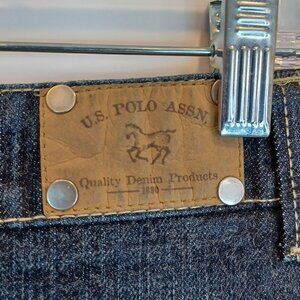 U.S. POLO ASSN.
Quality Denim Products
1890